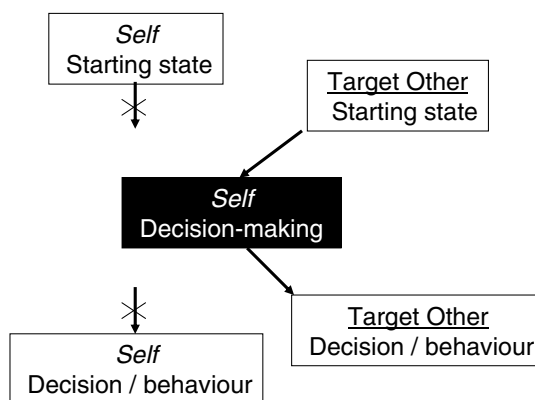 Self
Starting state
Target Other
Starting state
Self
Decision-making
Target Other
Decision / behaviour
Self
Decision / behaviour